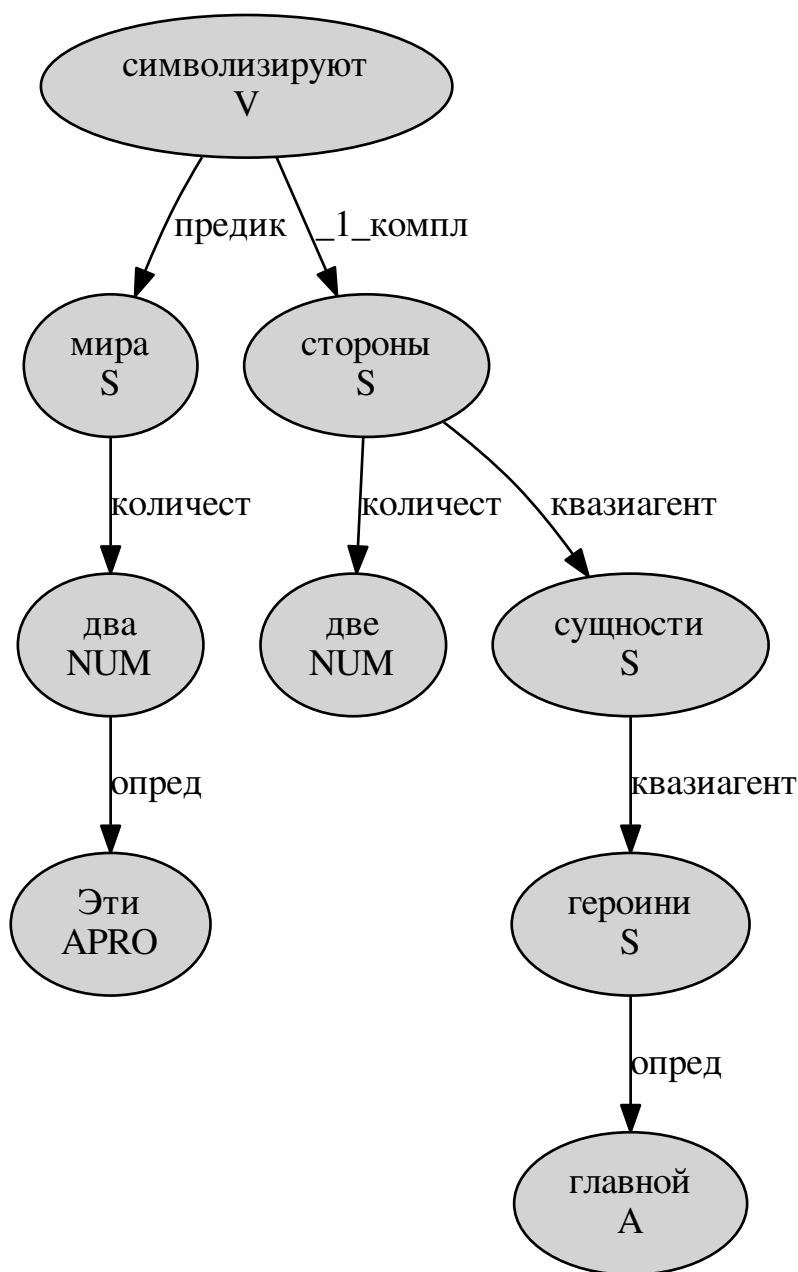 символизируют
V
предик
_1_компл
мира
S
стороны
S
количест
количест
квазиагент
два
NUM
две
NUM
сущности
S
опред
квазиагент
Эти
APRO
героини
S
опред
главной
A